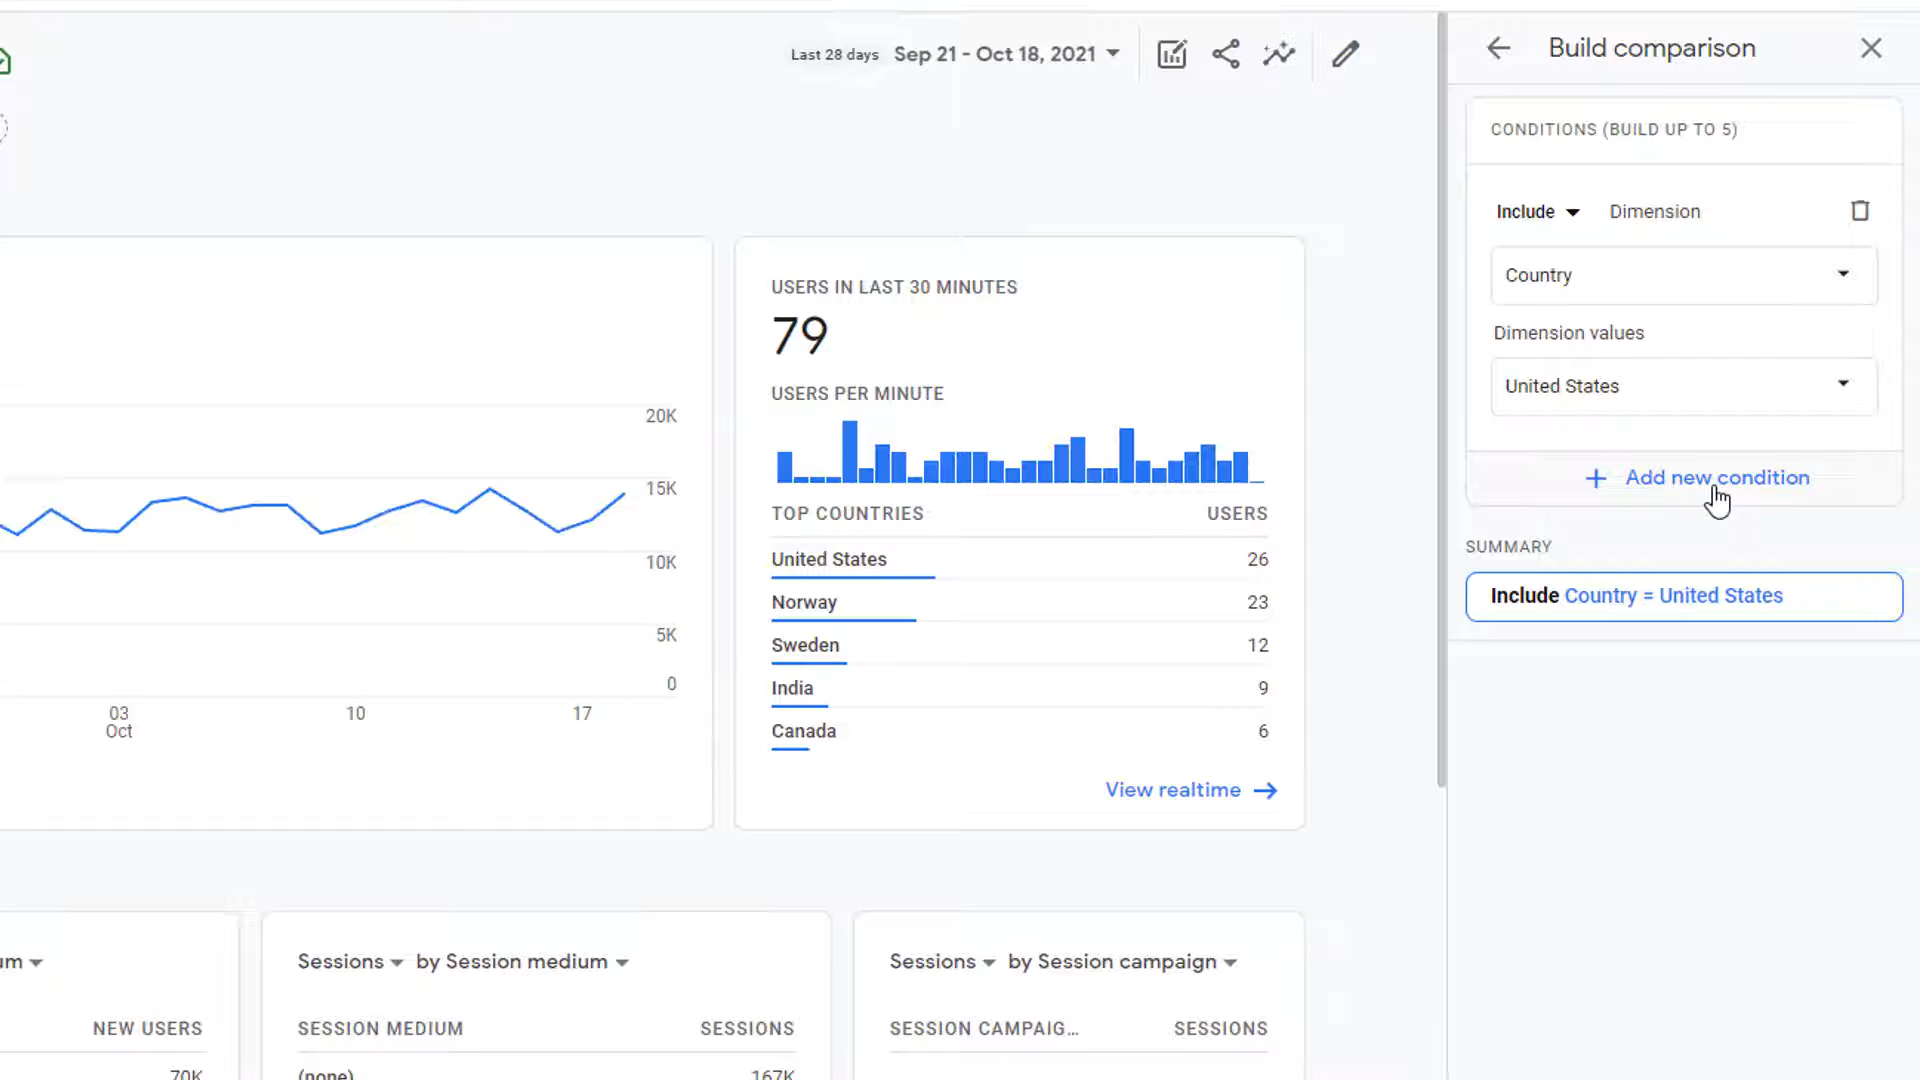 Last 28 days Sep 21 - Oct 18, 2021
20K
15K
10K
5K
0
03
Oct
10
17
USERS IN LAST 30 MINUTES
79
USERS PER MINUTE
TOP COUNTRIES USERS
United States 26
Norway 23
Sweden 12
India 9
Canada 6
View realtime
um
NEW USERS
70K
Sessions by Session medium
SESSION MEDIUM SESSIONS
(none) 167K
Sessions by Session campaign
SESSION CAMPAIG... SESSIONS
Build comparison
CONDITIONS (BUILD UP TO 5)
Include Dimension
Country
Dimension values
United States
+ Add new condition
SUMMARY
Include Country = United States